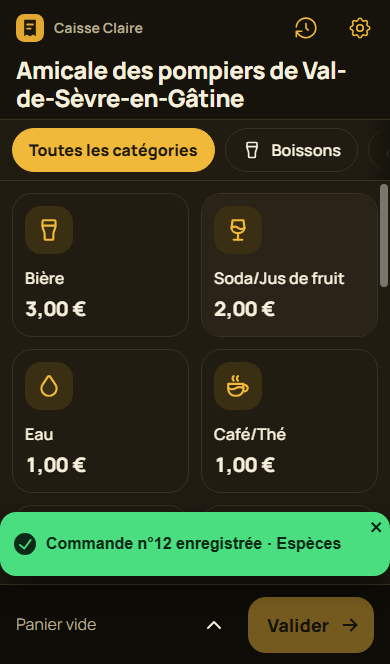 Caisse Claire
Amicale des pompiers de Val-
de-Sèvre-en-Gâtine
Toutes les catégories
Boissons
Bière
3,00 €
Soda/Jus de fruit
2,00 €
Eau
1,00 €
Café/Thé
1,00 €
Commande n°12 enregistrée · Espèces
Panier vide
Valider